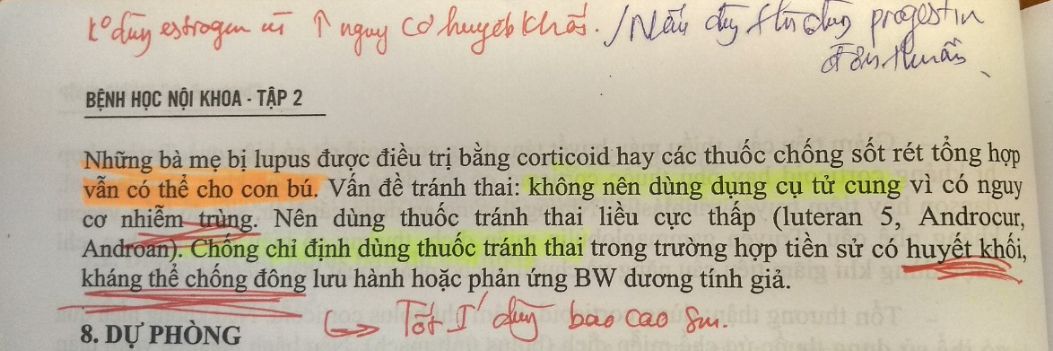 K° dùng estrogen vì ↑ nguy cơ huyết khối. / Nếu dùng thì dùng progestin
đơn thuần
BỆNH HỌC NỘI KHOA - TẬP 2
Những bà mẹ bị lupus được điều trị bằng corticoid hay các thuốc chống sốt rét tổng hợp
vẫn có thể cho con bú. Vấn đề tránh thai: không nên dùng dụng cụ tử cung vì có nguy
cơ nhiễm trùng. Nên dùng thuốc tránh thai liều cực thấp (luteran 5, Androcur,
Androan). Chống chỉ định dùng thuốc tránh thai trong trường hợp tiền sử có huyết khối,
kháng thể chống đông lưu hành hoặc phản ứng BW dương tính giả.
→ Tốt I' dùng bao cao su.
8. DỰ PHÒNG